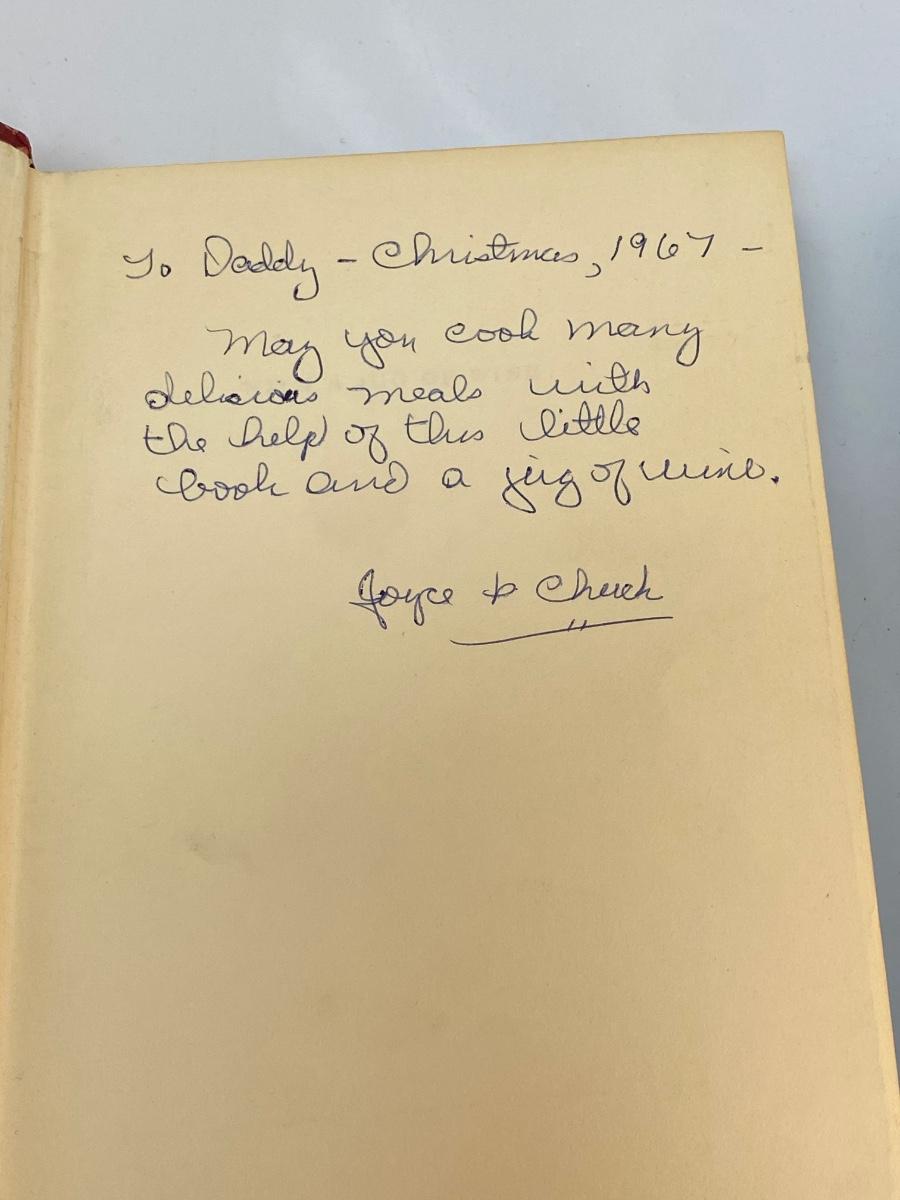 To Daddy - Christmas, 1967 -
May you cook many
delicious meals with
the help of this little
book and a jug of wine.
Joyce & Chuck